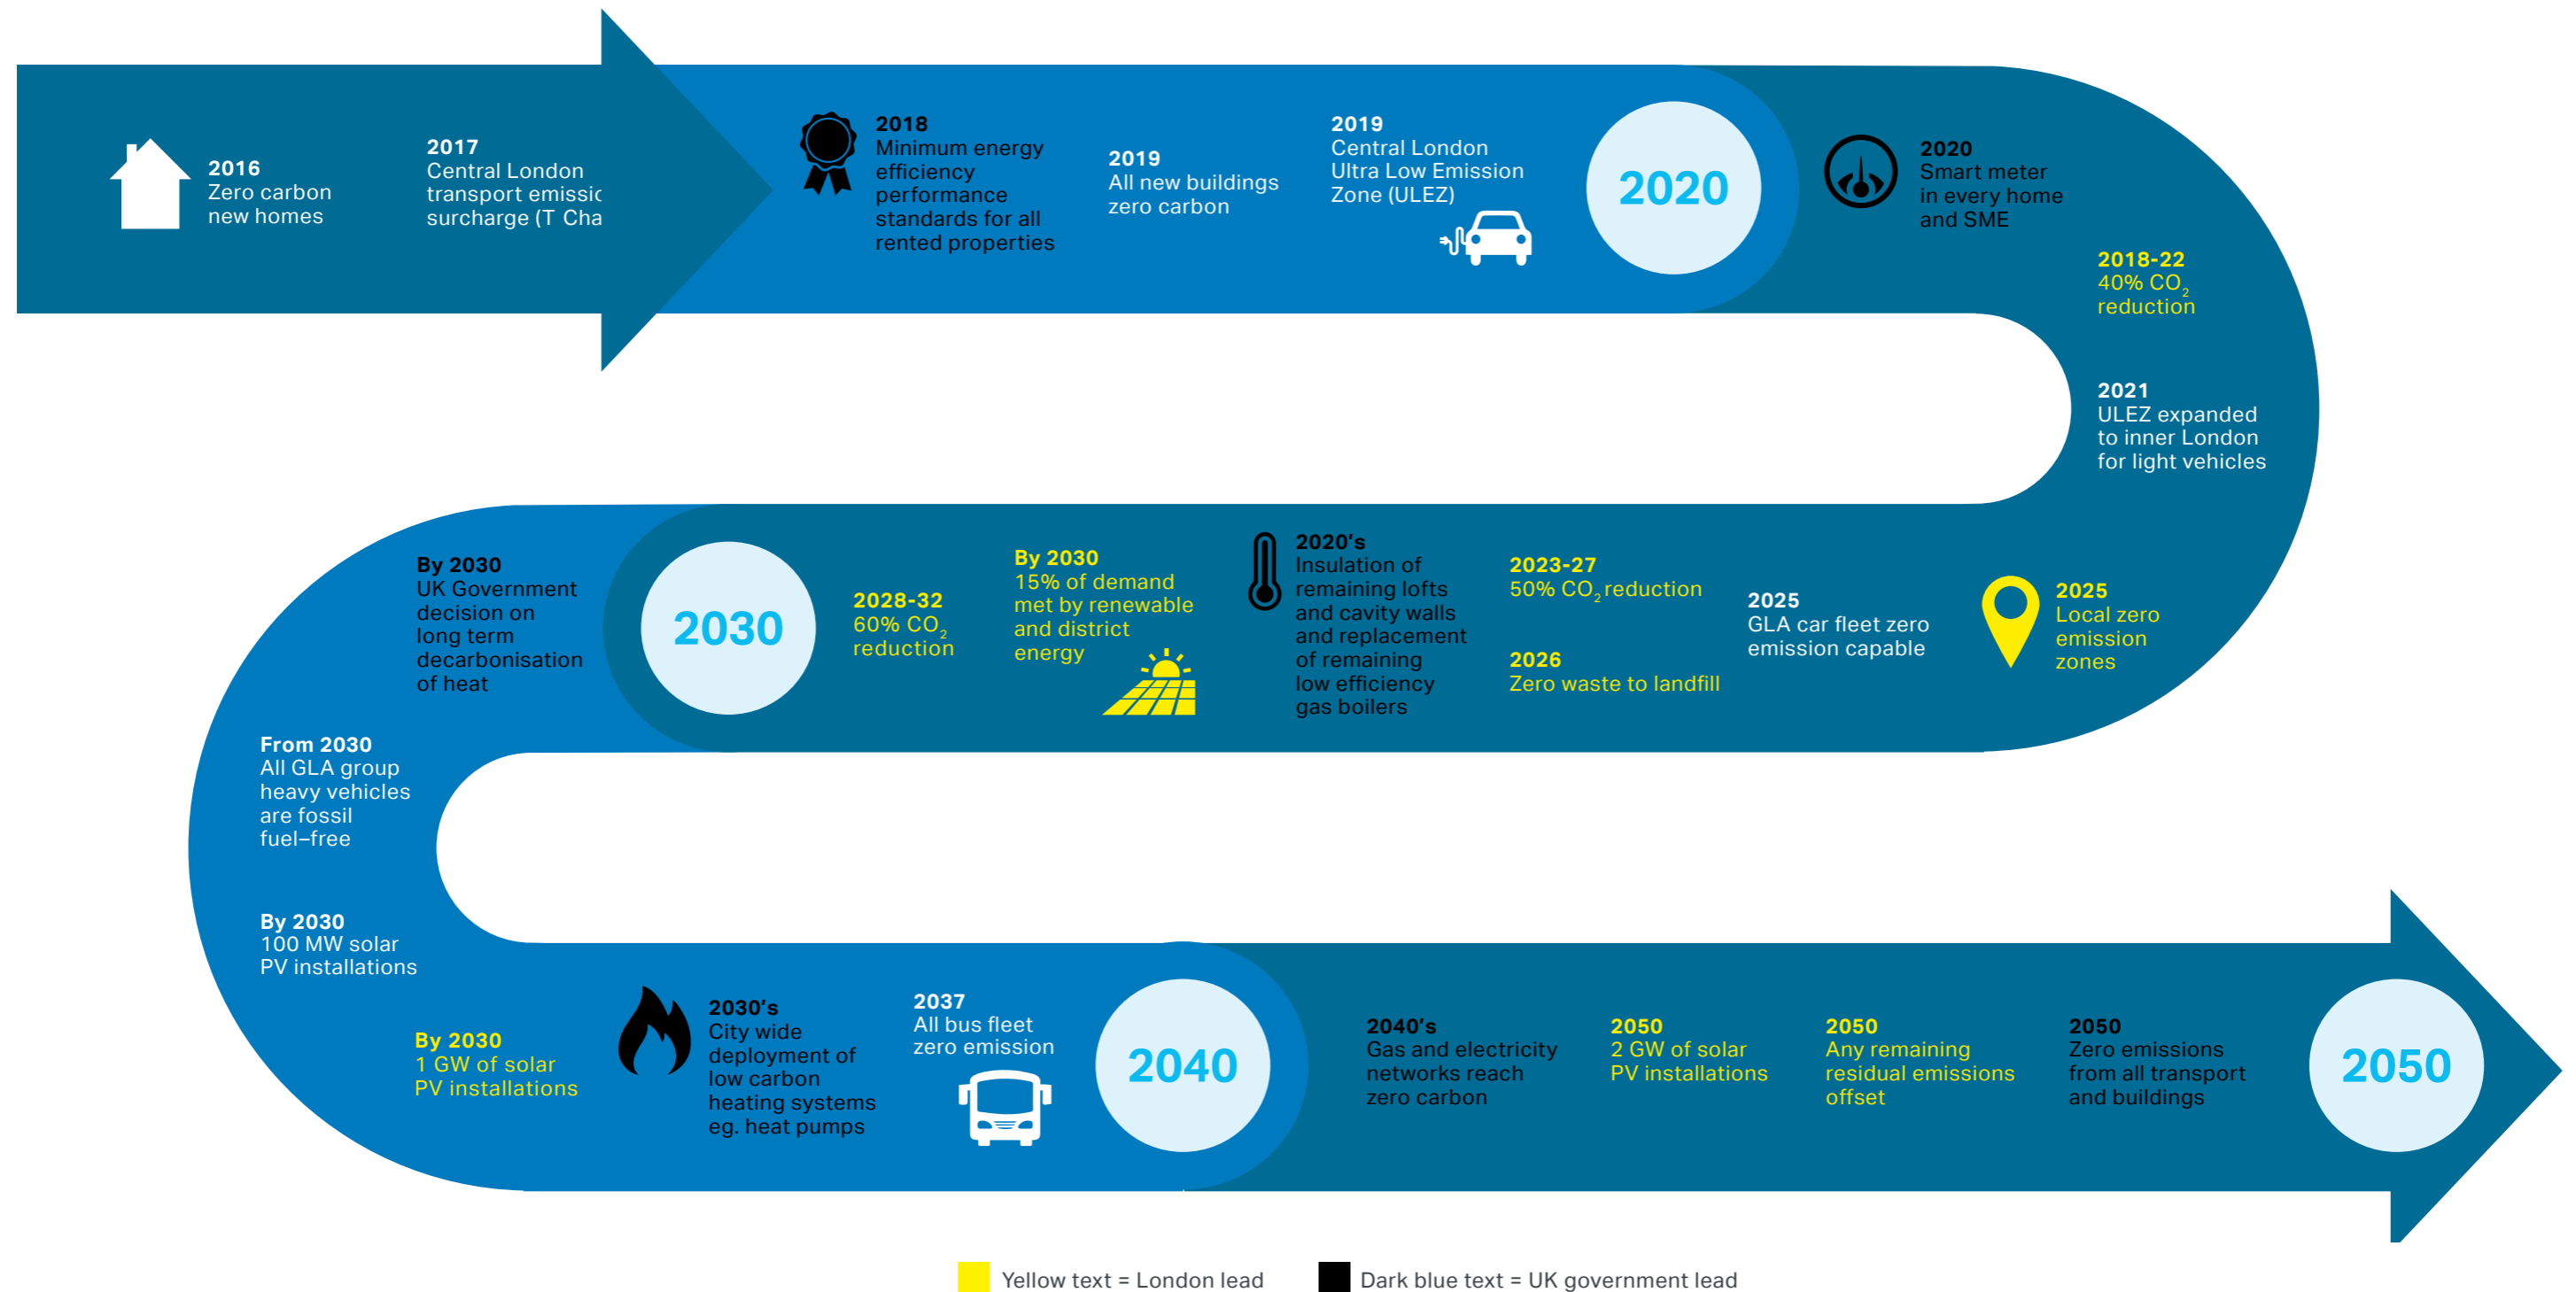 2016
Zero carbon
new homes
2017
Central London
transport emissic
surcharge (T Cha
2018
Minimum energy
efficiency
performance
standards for all
rented properties
2019
All new buildings
zero carbon
2019
Central London
Ultra Low Emission
Zone (ULEZ)
2020
2020
Smart meter
in every home
and SME
2018-22
40% CO₂
reduction
2021
ULEZ expanded
to inner London
for light vehicles
2025
Local zero
emission
zones
2025
GLA car fleet zero
emission capable
2023-27
50% CO₂ reduction
2026
Zero waste to landfill
2020's
Insulation of
remaining lofts
and cavity walls
and replacement
of remaining
low efficiency
gas boilers
By 2030
15% of demand
met by renewable
and district
energy
2028-32
60% CO₂
reduction
2030
By 2030
UK Government
decision on
long term
decarbonisation
of heat
From 2030
All GLA group
heavy vehicles
are fossil
fuel–free
By 2030
100 MW solar
PV installations
By 2030
1 GW of solar
PV installations
2030's
City wide
deployment of
low carbon
heating systems
eg. heat pumps
2037
All bus fleet
zero emission
2040
2040's
Gas and electricity
networks reach
zero carbon
2050
2 GW of solar
PV installations
2050
Any remaining
residual emissions
offset
2050
Zero emissions
from all transport
and buildings
2050
Yellow text = London lead
Dark blue text = UK government lead